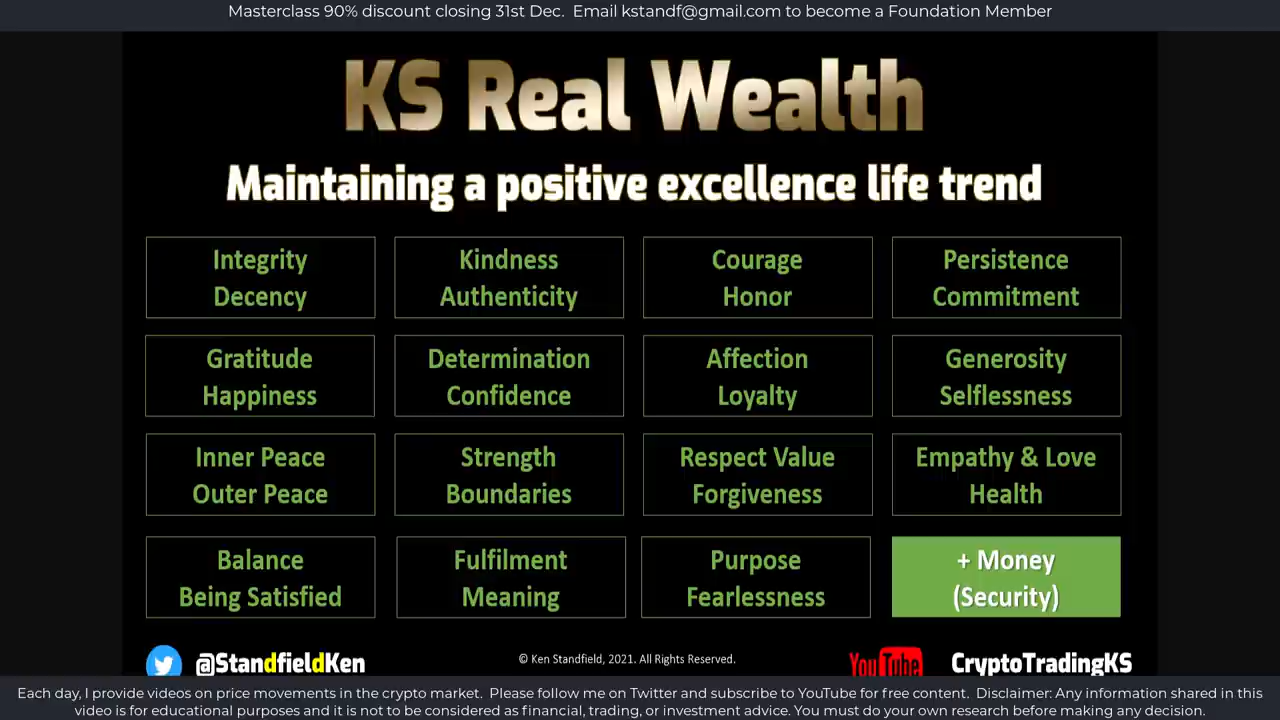 Masterclass 90% discount closing 31st Dec.  Email kstandf@gmail.com to become a Foundation Member
KS Real Wealth
Maintaining a positive excellence life trend
Integrity
Decency
Kindness
Authenticity
Courage
Honor
Persistence
Commitment
Gratitude
Happiness
Determination
Confidence
Affection
Loyalty
Generosity
Selflessness
Inner Peace
Outer Peace
Strength
Boundaries
Respect Value
Forgiveness
Empathy & Love
Health
Balance
Being Satisfied
Fulfilment
Meaning
Purpose
Fearlessness
+ Money
(Security)
@StandfieldKen
© Ken Standfield, 2021. All Rights Reserved.
YouTube
CryptoTradingKS
Each day, I provide videos on price movements in the crypto market.  Please follow me on Twitter and subscribe to YouTube for free content.  Disclaimer: Any information shared in this
video is for educational purposes and it is not to be considered as financial, trading, or investment advice. You must do your own research before making any decision.